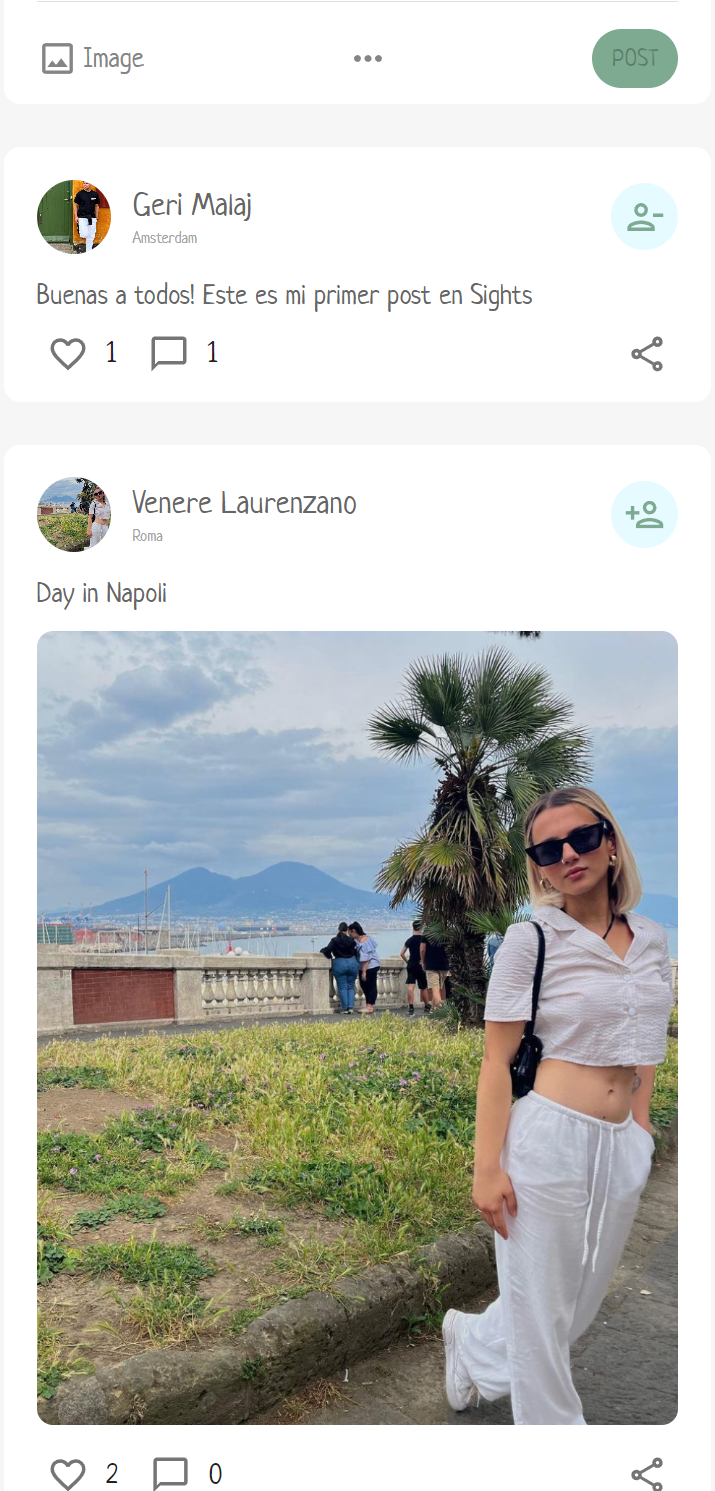 Image
POST
Geri Malaj
Amsterdam
Buenas a todos! Este es mi primer post en Sights
1 1
Venere Laurenzano
Roma
Day in Napoli
2 0